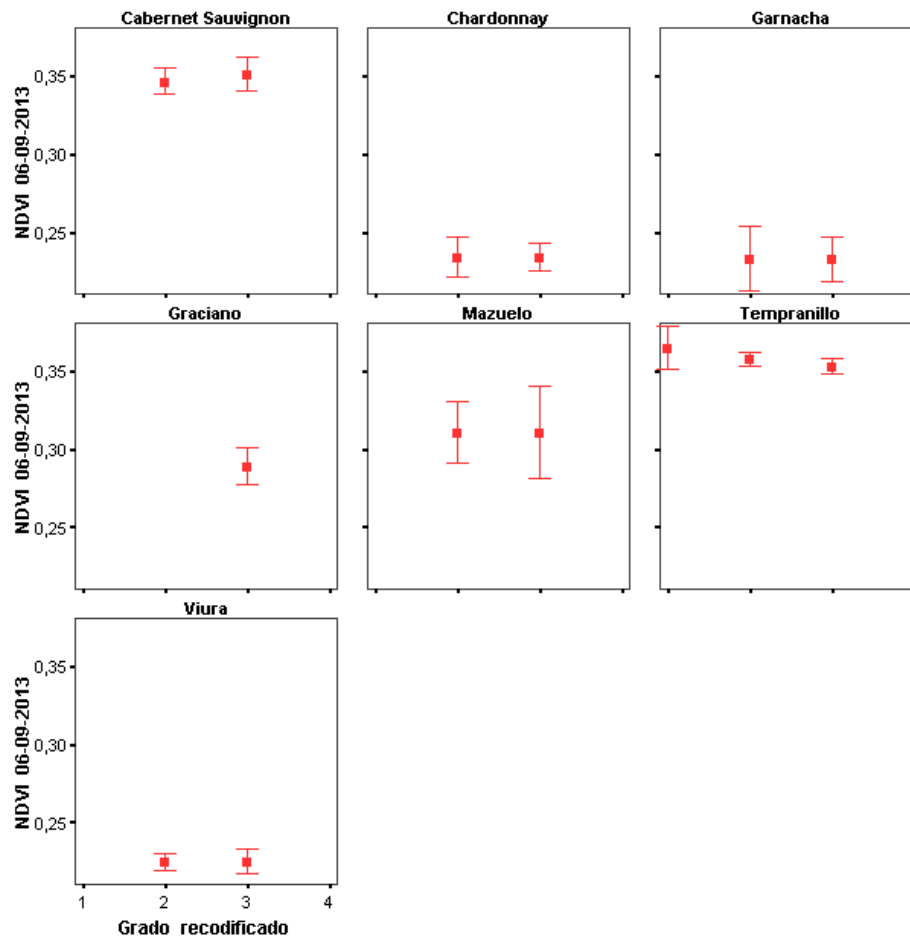 Cabernet Sauvignon
Chardonnay
Garnacha
0,35
0,30
0,25
NDVI 06-09-2013
Graciano
Mazuelo
Tempranillo
0,35
0,30
0,25
NDVI 06-09-2013
Viura
0,35
0,30
0,25
NDVI 06-09-2013
1 2 3 4
Grado recodificado